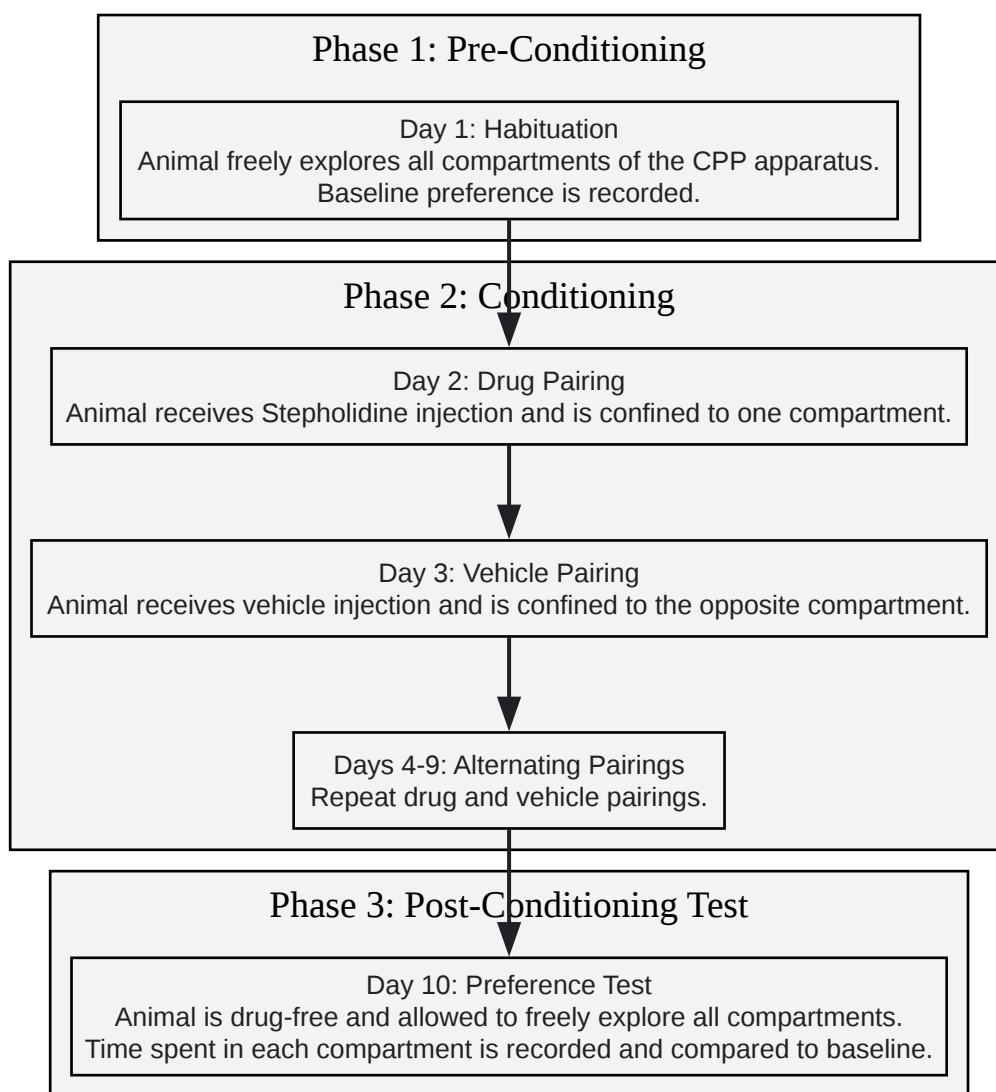 Phase 1: Pre-Conditioning
Day 1: Habituation
Animal freely explores all compartments of the CPP apparatus.
Baseline preference is recorded.
Phase 2: Conditioning
Day 2: Drug Pairing
Animal receives Stepholidine injection and is confined to one compartment.
Day 3: Vehicle Pairing
Animal receives vehicle injection and is confined to the opposite compartment.
Days 4-9: Alternating Pairings
Repeat drug and vehicle pairings.
Phase 3: Post-Conditioning Test
Day 10: Preference Test
Animal is drug-free and allowed to freely explore all compartments.
Time spent in each compartment is recorded and compared to baseline.